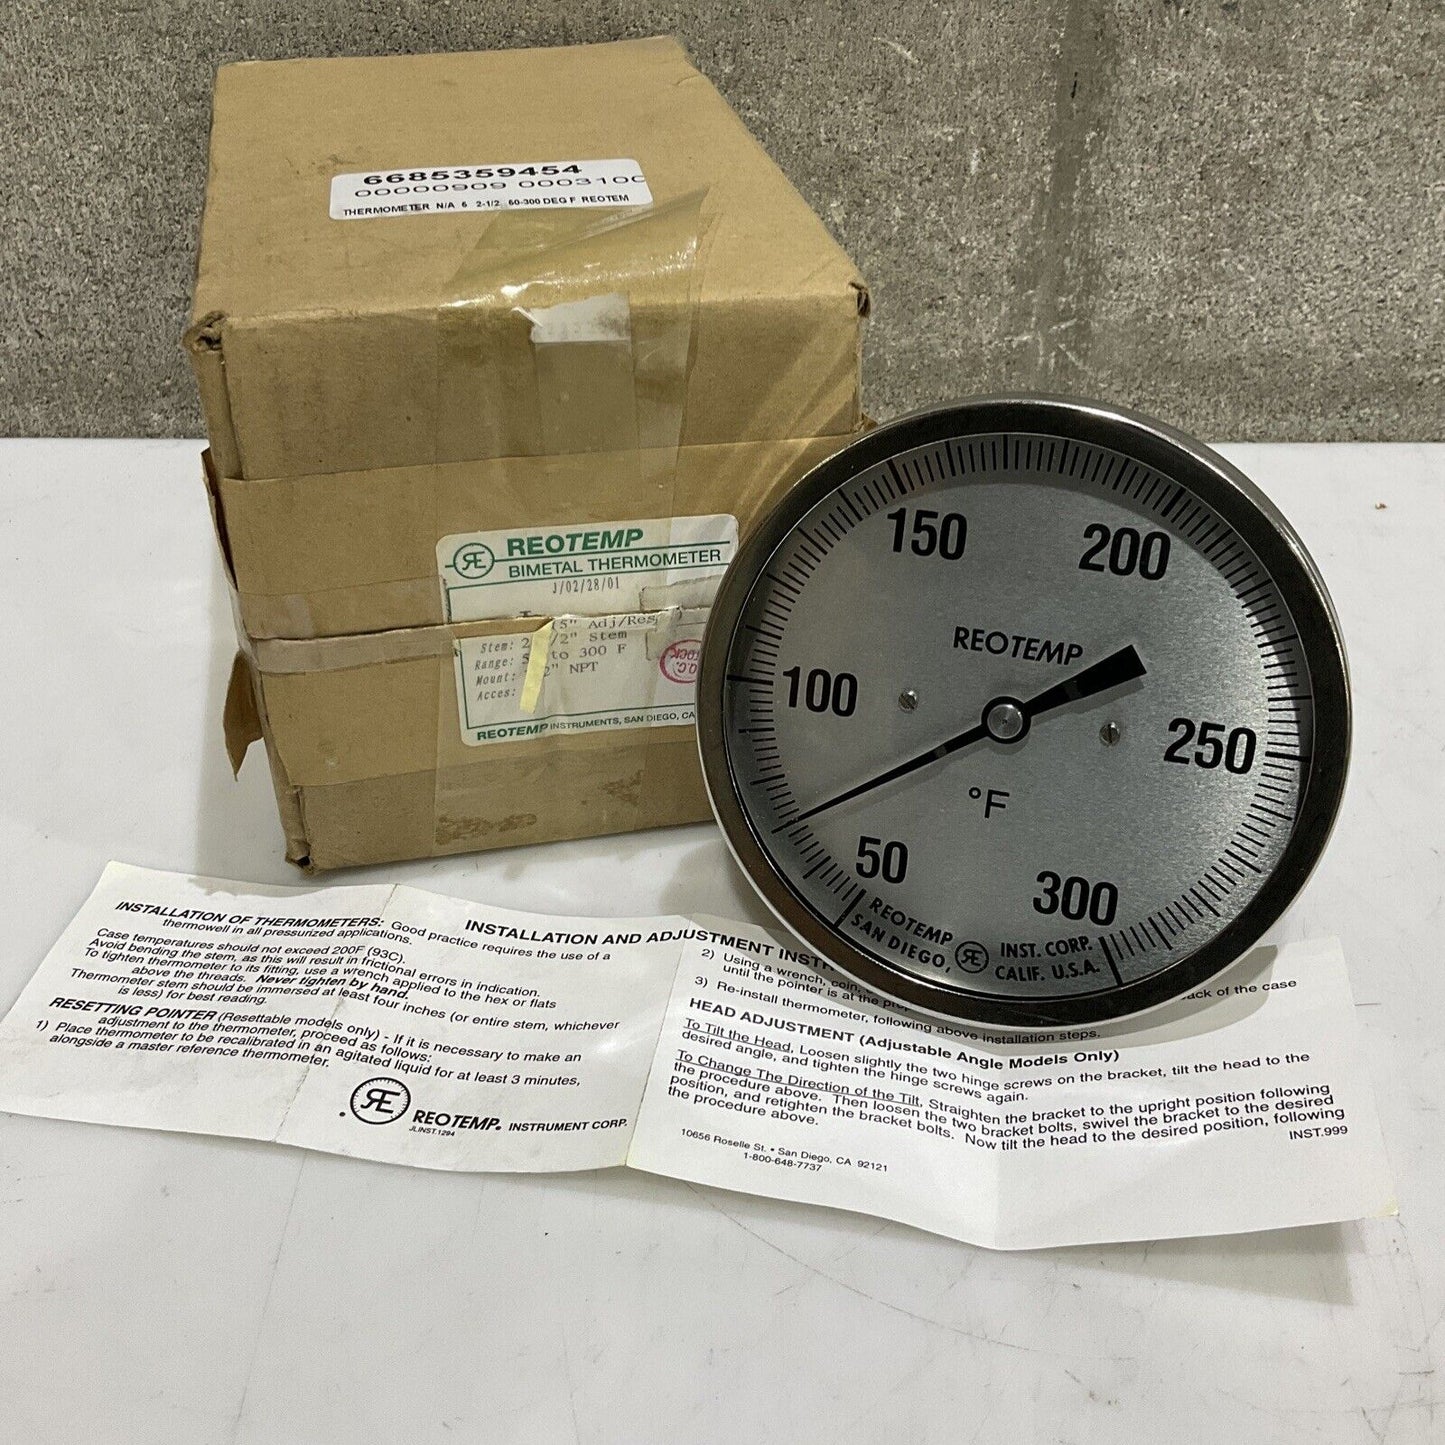 6685359454
00000909 0003100
THERMOMETER N/A 6 2-1/2 60-300 DEG F REOTEM
REOTEMP
BIMETAL THERMOMETER
J/02/28/01
(5" Adj/Res
Stem: 2 /2" Stem
Range: to 300 F
Mount: 2" NPT
Acces:
Q.C.
REOTEMP INSTRUMENTS, SAN DIEGO, CA
50
100
150
200
250
300
REOTEMP
°F
REOTEMP INST. CORP.
SAN DIEGO, CALIF. U.S.A.
INSTALLATION AND ADJUSTMENT INSTR
INSTALLATION OF THERMOMETERS: Good practice requires the use of a
thermowell in all pressurized applications.
Case temperatures should not exceed 200F (93C).
Avoid bending the stem, as this will result in frictional errors in indication.
To tighten thermometer to its fitting, use a wrench applied to the hex or flats
above the threads. Never tighten by hand.
Thermometer stem should be immersed at least four inches (or entire stem, whichever
is less) for best reading.
RESETTING POINTER (Resettable models only) - If it is necessary to make an
adjustment to the thermometer, proceed as follows:
1) Place thermometer to be recalibrated in an agitated liquid for at least 3 minutes,
alongside a master reference thermometer.
REOTEMP INSTRUMENT CORP.
JLINST.1294
2) Using a wrench, coin, ack of the case
until the pointer is at the
3) Re-install thermometer, following above installation steps.
HEAD ADJUSTMENT (Adjustable Angle Models Only)
To Tilt the Head, Loosen slightly the two hinge screws on the bracket, tilt the head to the
desired angle, and tighten the hinge screws again.
To Change The Direction of the Tilt, Straighten the bracket to the upright position following
the procedure above. Then loosen the two bracket bolts, swivel the bracket to the desired
position, and retighten the bracket bolts. Now tilt the head to the desired position, following
the procedure above.
INST.999
10656 Roselle St. • San Diego, CA 92121
1-800-648-7737